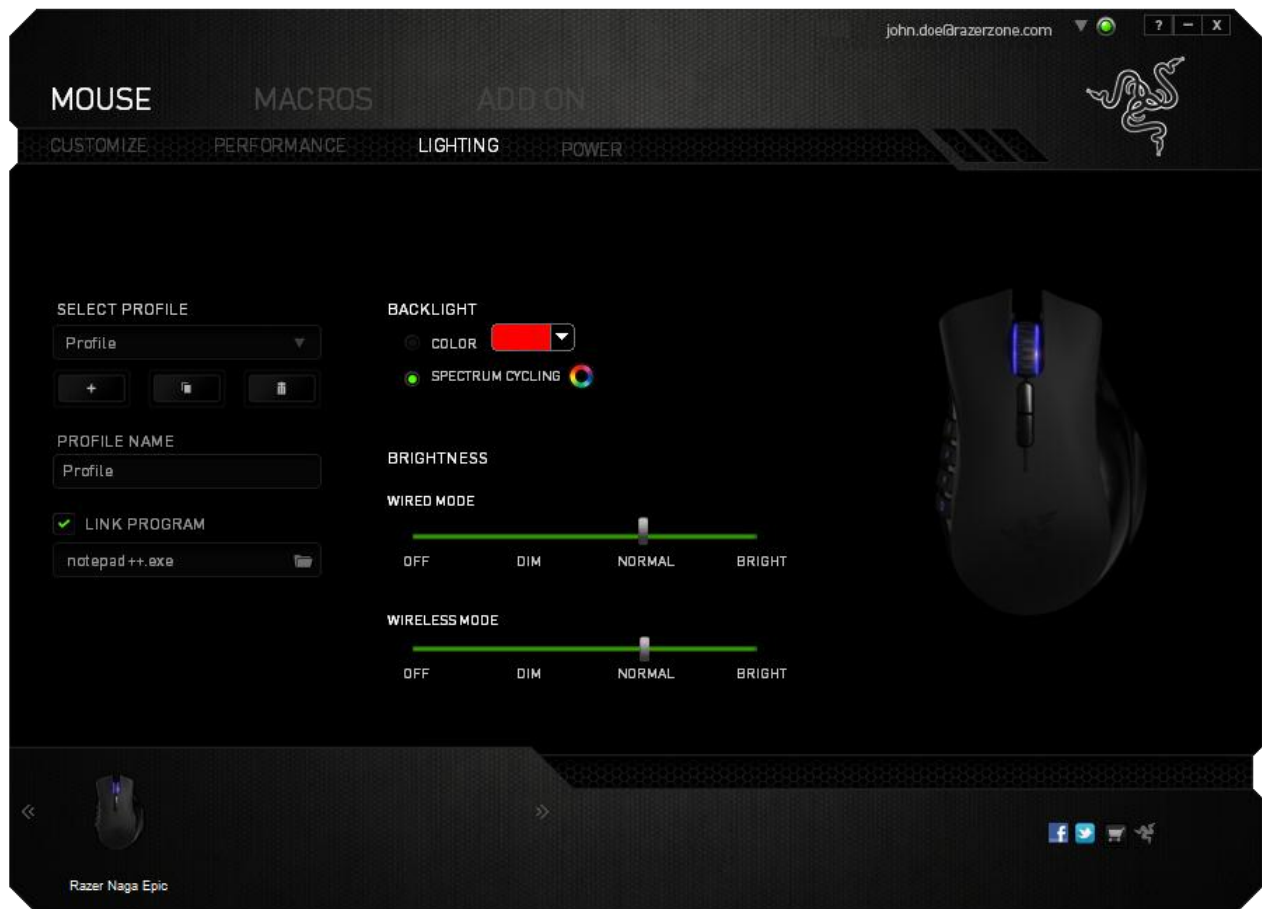 john.doe@razerzone.com
? – X
MOUSE MACROS ADD ON
CUSTOMIZE PERFORMANCE LIGHTING POWER
SELECT PROFILE
Profile
+
PROFILE NAME
Profile
LINK PROGRAM
notepad ++.exe
BACKLIGHT
COLOR
SPECTRUM CYCLING
BRIGHTNESS
WIRED MODE
OFF DIM NORMAL BRIGHT
WIRELESS MODE
OFF DIM NORMAL BRIGHT
Razer Naga Epic